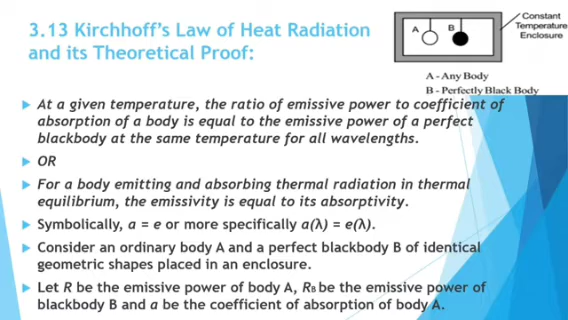 3.13 Kirchhoff's Law of Heat Radiation
and its Theoretical Proof:
A B
Constant
Temperature
Enclosure
A - Any Body
B - Perfectly Black Body
At a given temperature, the ratio of emissive power to coefficient of
absorption of a body is equal to the emissive power of a perfect
blackbody at the same temperature for all wavelengths.
OR
For a body emitting and absorbing thermal radiation in thermal
equilibrium, the emissivity is equal to its absorptivity.
Symbolically, a = e or more specifically a(λ) = e(λ).
Consider an ordinary body A and a perfect blackbody B of identical
geometric shapes placed in an enclosure.
Let R be the emissive power of body A, RB be the emissive power of
blackbody B and a be the coefficient of absorption of body A.